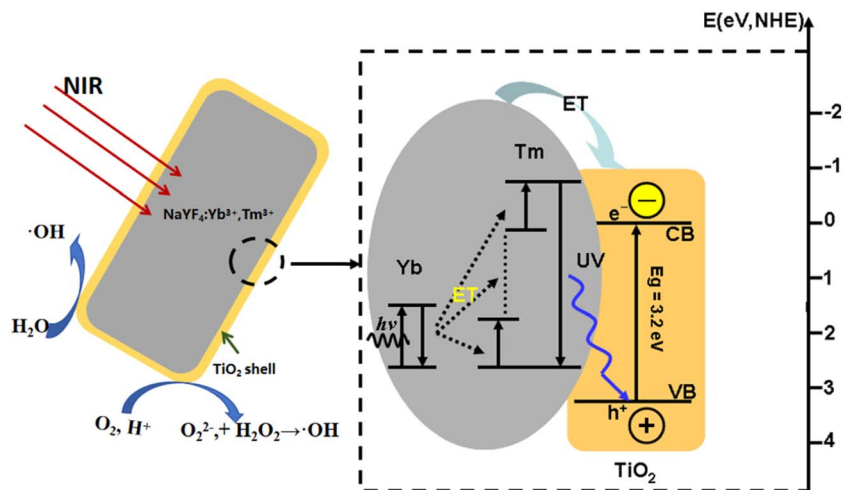 E(eV,NHE)
NIR
NaYF₄:Yb³⁺,Tm³⁺
·OH
H₂O
TiO₂ shell
O₂, H⁺
O₂²⁻,+ H₂O₂→·OH
ET
Tm
Yb
ET
hν
UV
e⁻
−
CB
Eg = 3.2 eV
VB
h⁺
+
TiO₂
-2
-1
0
1
2
3
4